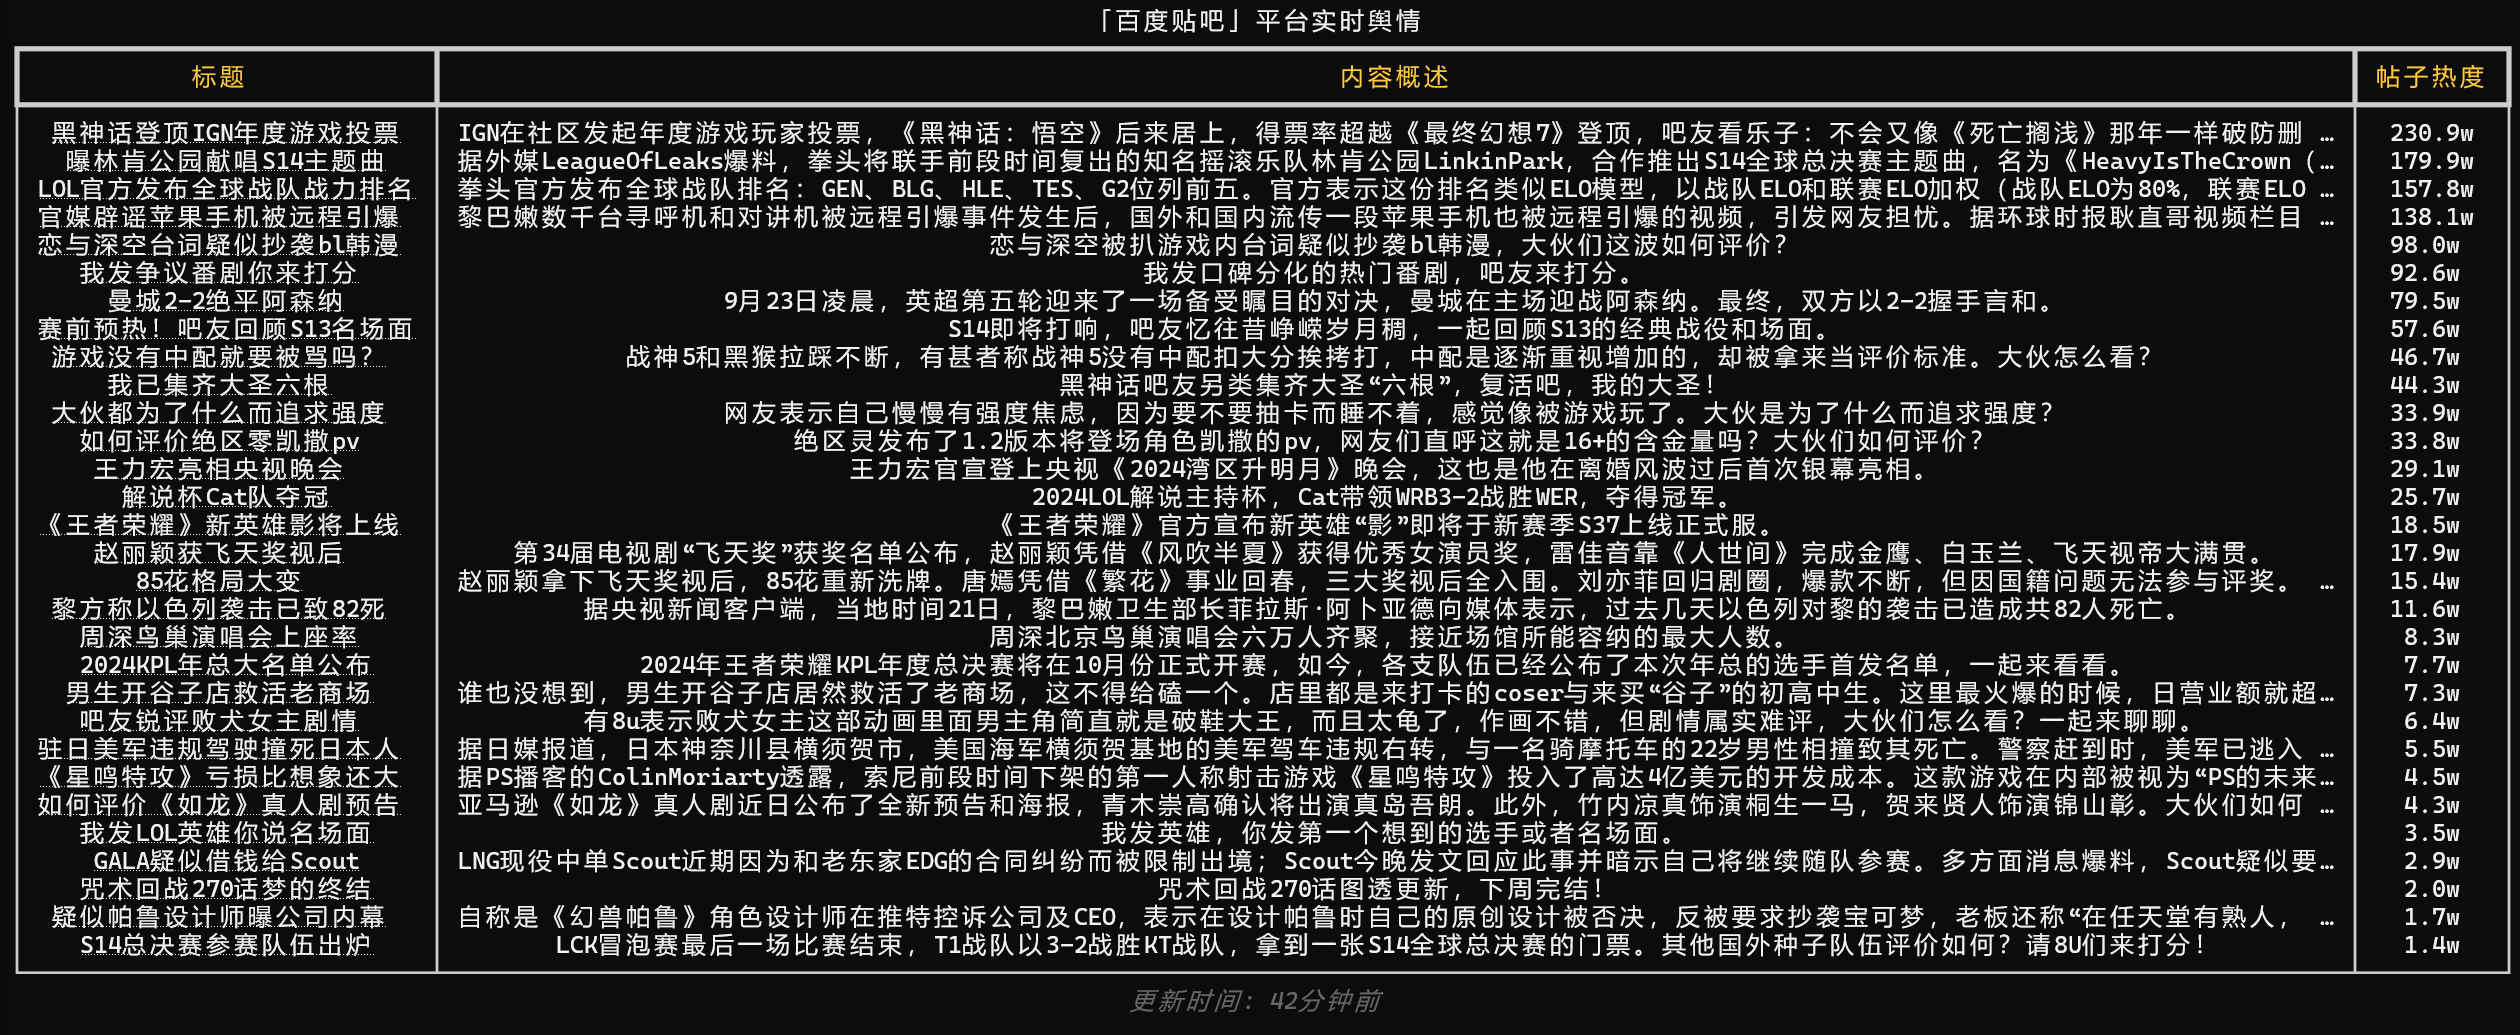 「百度贴吧」平台实时舆情
标题 内容概述 帖子热度
黑神话登顶IGN年度游戏投票 IGN在社区发起年度游戏玩家投票，《黑神话：悟空》后来居上，得票率超越《最终幻想7》登顶，吧友看乐子：不会又像《死亡搁浅》那年一样破防删 … 230.9w
曝林肯公园献唱S14主题曲 据外媒LeagueOfLeaks爆料，拳头将联手前段时间复出的知名摇滚乐队林肯公园LinkinPark，合作推出S14全球总决赛主题曲，名为《HeavyIsTheCrown（… 179.9w
LOL官方发布全球战队战力排名 拳头官方发布全球战队排名：GEN、BLG、HLE、TES、G2位列前五。官方表示这份排名类似ELO模型，以战队ELO和联赛ELO加权（战队ELO为80%，联赛ELO … 157.8w
官媒辟谣苹果手机被远程引爆 黎巴嫩数千台寻呼机和对讲机被远程引爆事件发生后，国外和国内流传一段苹果手机也被远程引爆的视频，引发网友担忧。据环球时报耿直哥视频栏目 … 138.1w
恋与深空台词疑似抄袭bl韩漫 恋与深空被扒游戏内台词疑似抄袭bl韩漫，大伙们这波如何评价？ 98.0w
我发争议番剧你来打分 我发口碑分化的热门番剧，吧友来打分。 92.6w
曼城2-2绝平阿森纳 9月23日凌晨，英超第五轮迎来了一场备受瞩目的对决，曼城在主场迎战阿森纳。最终，双方以2-2握手言和。 79.5w
赛前预热！吧友回顾S13名场面 S14即将打响，吧友忆往昔峥嵘岁月稠，一起回顾S13的经典战役和场面。 57.6w
游戏没有中配就要被骂吗？ 战神5和黑猴拉踩不断，有甚者称战神5没有中配扣大分挨拷打，中配是逐渐重视增加的，却被拿来当评价标准。大伙怎么看？ 46.7w
我已集齐大圣六根 黑神话吧友另类集齐大圣“六根”，复活吧，我的大圣！ 44.3w
大伙都为了什么而追求强度 网友表示自己慢慢有强度焦虑，因为要不要抽卡而睡不着，感觉像被游戏玩了。大伙是为了什么而追求强度？ 33.9w
如何评价绝区零凯撒pv 绝区灵发布了1.2版本将登场角色凯撒的pv，网友们直呼这就是16+的含金量吗？大伙们如何评价？ 33.8w
王力宏亮相央视晚会 王力宏官宣登上央视《2024湾区升明月》晚会，这也是他在离婚风波过后首次银幕亮相。 29.1w
解说杯Cat队夺冠 2024LOL解说主持杯，Cat带领WRB3-2战胜WER，夺得冠军。 25.7w
《王者荣耀》新英雄影将上线 《王者荣耀》官方宣布新英雄“影”即将于新赛季S37上线正式服。 18.5w
赵丽颖获飞天奖视后 第34届电视剧“飞天奖”获奖名单公布，赵丽颖凭借《风吹半夏》获得优秀女演员奖，雷佳音靠《人世间》完成金鹰、白玉兰、飞天视帝大满贯。 17.9w
85花格局大变 赵丽颖拿下飞天奖视后，85花重新洗牌。唐嫣凭借《繁花》事业回春，三大奖视后全入围。刘亦菲回归剧圈，爆款不断，但因国籍问题无法参与评奖。 … 15.4w
黎方称以色列袭击已致82死 据央视新闻客户端，当地时间21日，黎巴嫩卫生部长菲拉斯·阿卜亚德向媒体表示，过去几天以色列对黎的袭击已造成共82人死亡。 11.6w
周深鸟巢演唱会上座率 周深北京鸟巢演唱会六万人齐聚，接近场馆所能容纳的最大人数。 8.3w
2024KPL年总大名单公布 2024年王者荣耀KPL年度总决赛将在10月份正式开赛，如今，各支队伍已经公布了本次年总的选手首发名单，一起来看看。 7.7w
男生开谷子店救活老商场 谁也没想到，男生开谷子店居然救活了老商场，这不得给磕一个。店里都是来打卡的coser与来买“谷子”的初高中生。这里最火爆的时候，日营业额就超… 7.3w
吧友锐评败犬女主剧情 有8u表示败犬女主这部动画里面男主角简直就是破鞋大王，而且太龟了，作画不错，但剧情属实难评，大伙们怎么看？一起来聊聊。 6.4w
驻日美军违规驾驶撞死日本人 据日媒报道，日本神奈川县横须贺市，美国海军横须贺基地的美军驾车违规右转，与一名骑摩托车的22岁男性相撞致其死亡。警察赶到时，美军已逃入 … 5.5w
《星鸣特攻》亏损比想象还大 据PS播客的ColinMoriarty透露，索尼前段时间下架的第一人称射击游戏《星鸣特攻》投入了高达4亿美元的开发成本。这款游戏在内部被视为“PS的未来… 4.5w
如何评价《如龙》真人剧预告 亚马逊《如龙》真人剧近日公布了全新预告和海报，青木崇高确认将出演真岛吾朗。此外，竹内凉真饰演桐生一马，贺来贤人饰演锦山彰。大伙们如何 … 4.3w
我发LOL英雄你说名场面 我发英雄，你发第一个想到的选手或者名场面。 3.5w
GALA疑似借钱给Scout LNG现役中单Scout近期因为和老东家EDG的合同纠纷而被限制出境；Scout今晚发文回应此事并暗示自己将继续随队参赛。多方面消息爆料，Scout疑似要… 2.9w
咒术回战270话梦的终结 咒术回战270话图透更新，下周完结！ 2.0w
疑似帕鲁设计师曝公司内幕 自称是《幻兽帕鲁》角色设计师在推特控诉公司及CEO，表示在设计帕鲁时自己的原创设计被否决，反被要求抄袭宝可梦，老板还称“在任天堂有熟人， … 1.7w
S14总决赛参赛队伍出炉 LCK冒泡赛最后一场比赛结束，T1战队以3-2战胜KT战队，拿到一张S14全球总决赛的门票。其他国外种子队伍评价如何？请8U们来打分！ 1.4w
更新时间：42分钟前